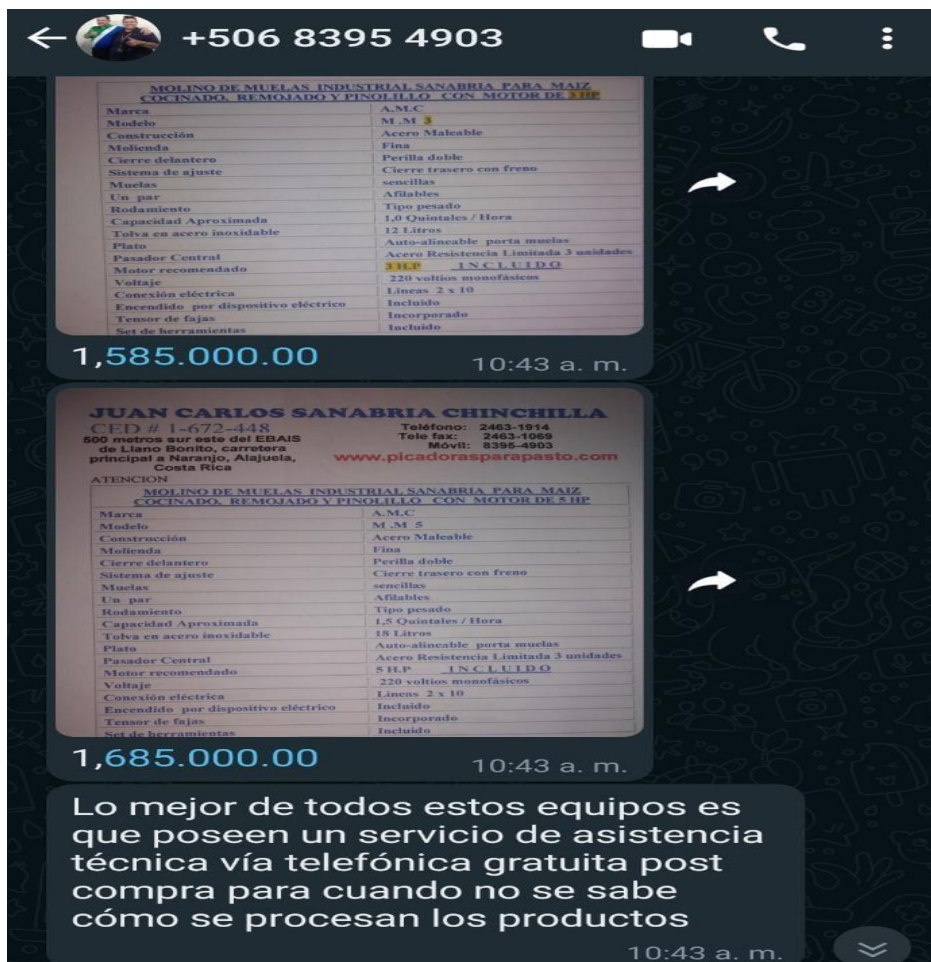 +506 8395 4903
MOLINO DE MUELAS INDUSTRIAL SANABRIA PARA MAIZ
COCINADO, REMOJADO Y PINOLILLO CON MOTOR DE 3 HP
Marca A.M.C
Modelo M .M 3
Construcción Acero Maleable
Molienda Fina
Cierre delantero Perilla doble
Sistema de ajuste Cierre trasero con freno
Muelas sencillas
Un par Afilables
Rodamiento Tipo pesado
Capacidad Aproximada 1,0 Quintales / Hora
Tolva en acero inoxidable 12 Litros
Plato Auto-alineable porta muelas
Pasador Central Acero Resistencia Limitada 3 unidades
Motor recomendado 3 H.P INCLUIDO
Voltaje 220 voltios monofásicos
Conexión eléctrica Lineas 2 x 10
Encendido por dispositivo eléctrico Incluido
Tensor de fajas Incorporado
Set de herramientas Incluido
1,585.000.00
10:43 a. m.
JUAN CARLOS SANABRIA CHINCHILLA
CED # 1-672-448 Teléfono: 2463-1914
600 metros sur este del EBAIS Tele fax: 2463-1069
de Llano Bonito, carretera Móvil: 8395-4903
principal a Naranjo, Alajuela, www.picadorasparapasto.com
Costa Rica
ATENCION
MOLINO DE MUELAS INDUSTRIAL SANABRIA PARA MAIZ
COCINADO, REMOJADO Y PINOLILLO CON MOTOR DE 5 HP
Marca A.M.C
Modelo M .M 5
Construcción Acero Maleable
Molienda Fina
Cierre delantero Perilla doble
Sistema de ajuste Cierre trasero con freno
Muelas sencillas
Un par Afilables
Rodamiento Tipo pesado
Capacidad Aproximada 1,5 Quintales / Hora
Tolva en acero inoxidable 18 Litros
Plato Auto-alineable porta muelas
Pasador Central Acero Resistencia Limitada 3 unidades
Motor recomendado 5 H.P INCLUIDO
Voltaje 220 voltios monofásicos
Conexión eléctrica Lineas 2 x 10
Encendido por dispositivo eléctrico Incluido
Tensor de fajas Incorporado
Set de herramientas Incluido
1,685.000.00
10:43 a. m.
Lo mejor de todos estos equipos es
que poseen un servicio de asistencia
técnica vía telefónica gratuita post
compra para cuando no se sabe
cómo se procesan los productos
10:43 a. m.